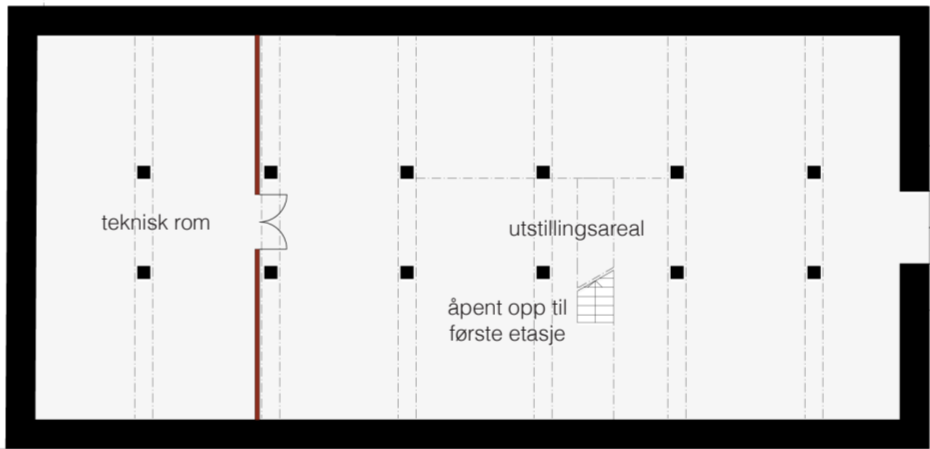 teknisk rom
utstillingsareal
åpent opp til
første etasje